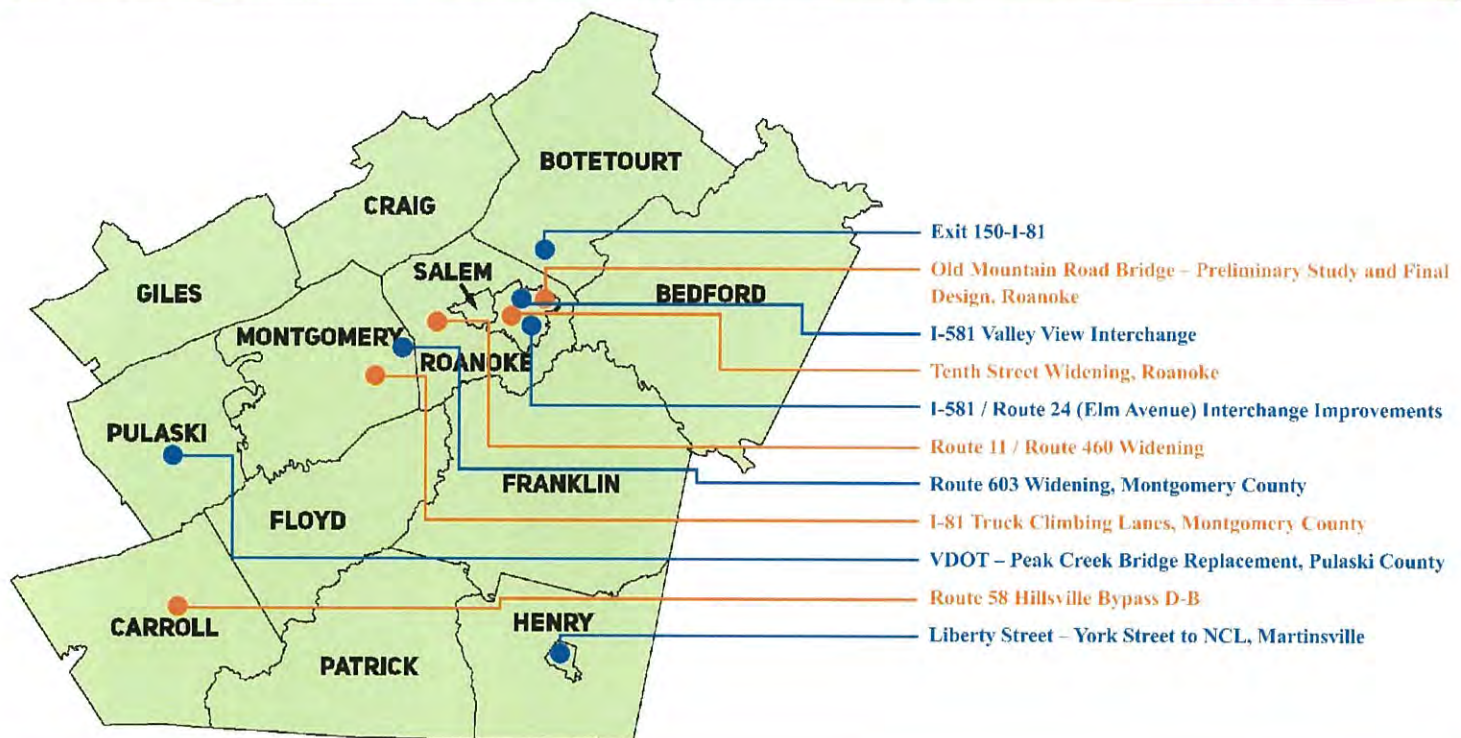 BOTETOURT
CRAIG
Exit 150-I-81
SALEM
Old Mountain Road Bridge – Preliminary Study and Final
Design, Roanoke
GILES
BEDFORD
I-581 Valley View Interchange
MONTGOMERY
ROANOKE
Tenth Street Widening, Roanoke
I-581 / Route 24 (Elm Avenue) Interchange Improvements
PULASKI
Route 11 / Route 460 Widening
FRANKLIN
Route 603 Widening, Montgomery County
FLOYD
I-81 Truck Climbing Lanes, Montgomery County
VDOT – Peak Creek Bridge Replacement, Pulaski County
Route 58 Hillsville Bypass D-B
CARROLL
HENRY
Liberty Street – York Street to NCL, Martinsville
PATRICK